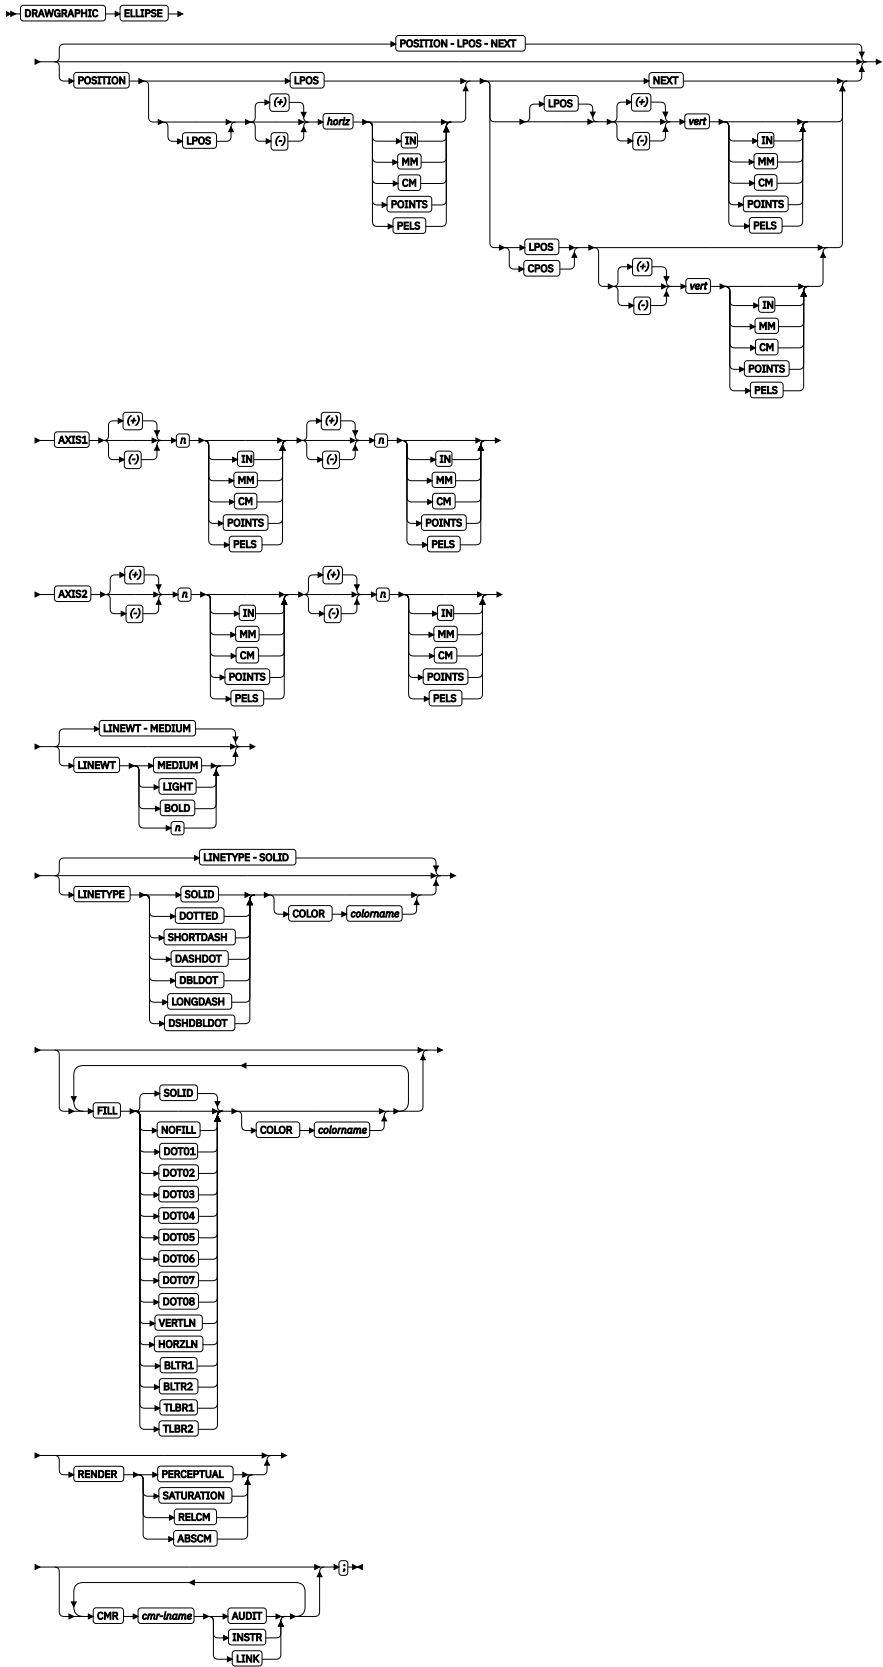 DRAWGRAPHIC ELLIPSE
POSITION - LPOS - NEXT
POSITION LPOS NEXT
(+) LPOS (+)
horiz vert
LPOS (-) IN (-) IN
MM MM
CM CM
POINTS POINTS
PELS PELS
LPOS
CPOS (+)
vert
(-) IN
MM
CM
POINTS
PELS
(+) (+)
AXIS1 n n
(-) IN (-) IN
MM MM
CM CM
POINTS POINTS
PELS PELS
(+) (+)
AXIS2 n n
(-) IN (-) IN
MM MM
CM CM
POINTS POINTS
PELS PELS
LINEWT - MEDIUM
LINEWT MEDIUM
LIGHT
BOLD
n
LINETYPE - SOLID
LINETYPE SOLID
DOTTED COLOR colorname
SHORTDASH
DASHDOT
DBLDOT
LONGDASH
DSHDBLDOT
SOLID
FILL
NOFILL COLOR colorname
DOT01
DOT02
DOT03
DOT04
DOT05
DOT06
DOT07
DOT08
VERTLN
HORZLN
BLTR1
BLTR2
TLBR1
TLBR2
RENDER PERCEPTUAL
SATURATION
RELCM
ABSCM
;
CMR cmr-lname AUDIT
INSTR
LINK